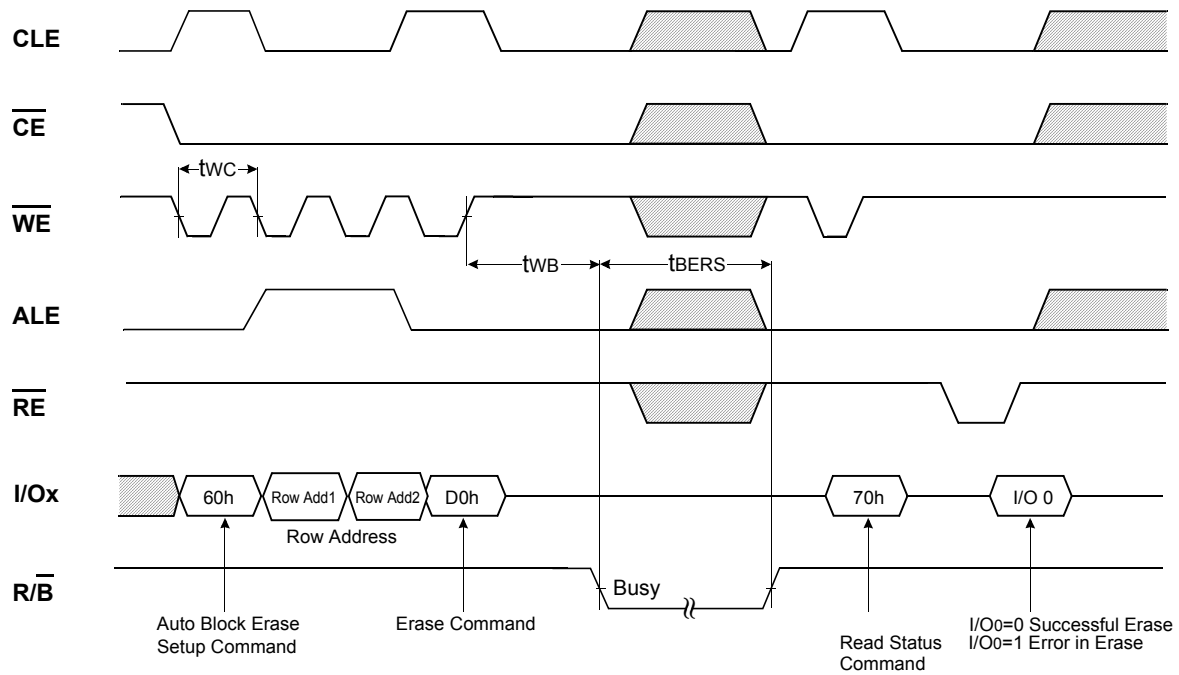 CLE
CE
tWC
WE
tWB
tBERS
ALE
RE
I/Ox
60h
Row Add1
Row Add2
D0h
70h
I/O 0
Row Address
R/B
Busy
Auto Block Erase
Setup Command
Erase Command
Read Status
Command
I/O0=0 Successful Erase
I/O0=1 Error in Erase